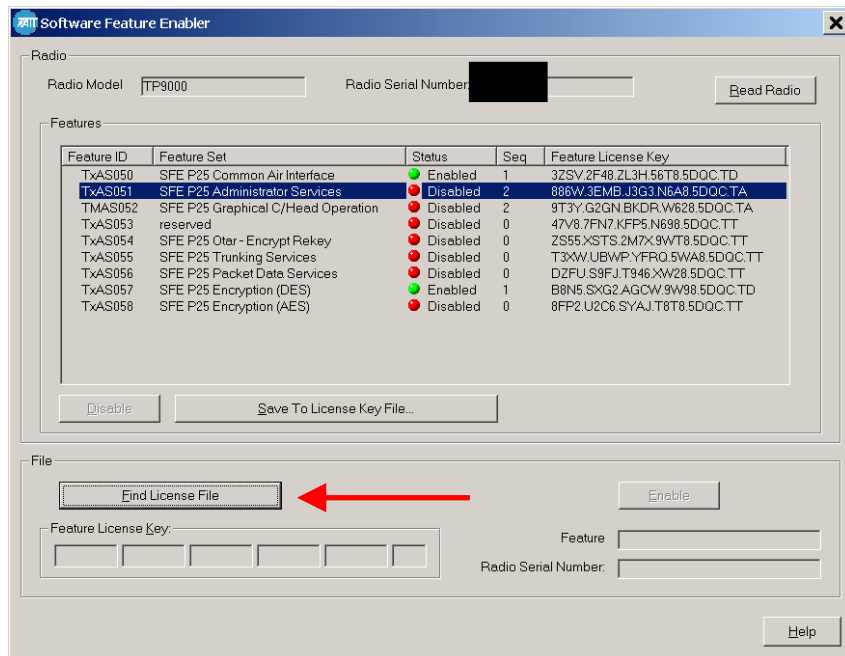 TAIT Software Feature Enabler
Radio
Radio Model TP9000 Radio Serial Number: Read Radio
Features
Feature ID Feature Set Status Seq Feature License Key
TxAS050 SFE P25 Common Air Interface Enabled 1 3ZSV.2F48.ZL3H.56T8.5DQC.TD
TxAS051 SFE P25 Administrator Services Disabled 2 886W.3EMB.J3G3.N6A8.5DQC.TA
TMAS052 SFE P25 Graphical C/Head Operation Disabled 2 9T3Y.G2GN.BKDR.W628.5DQC.TA
TxAS053 reserved Disabled 0 47V8.7FN7.KFP5.N698.5DQC.TT
TxAS054 SFE P25 Otar - Encrypt Rekey Disabled 0 ZS55.XSTS.2M7X.9WT8.5DQC.TT
TxAS055 SFE P25 Trunking Services Disabled 0 T3XW.UBWP.YFRQ.5WA8.5DQC.TT
TxAS056 SFE P25 Packet Data Services Disabled 0 DZFU.S9FJ.T946.XW28.5DQC.TT
TxAS057 SFE P25 Encryption (DES) Enabled 1 B8N5.SXG2.AGCW.9W98.5DQC.TD
TxAS058 SFE P25 Encryption (AES) Disabled 0 8FP2.U2C6.SYAJ.T8T8.5DQC.TT
Disable Save To License Key File...
File
Find License File Enable
Feature License Key:
Feature
Radio Serial Number:
Help